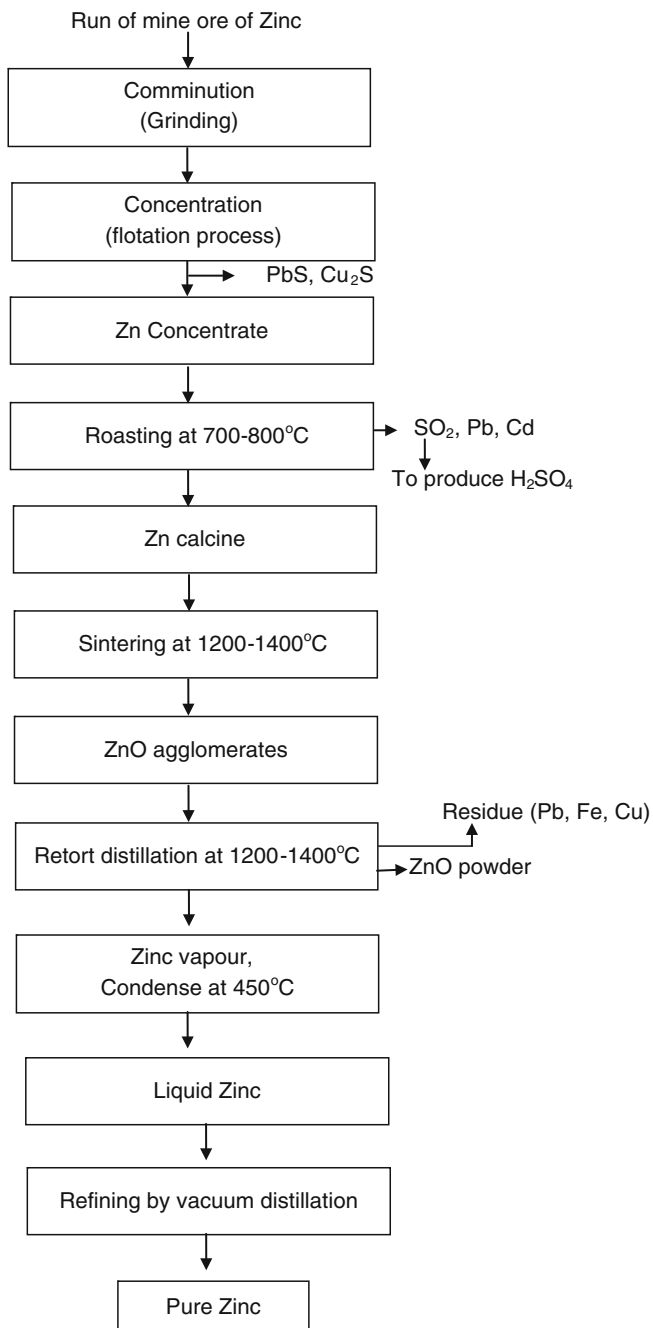 Run of mine ore of Zinc
Comminution
(Grinding)
Concentration
(flotation process)
PbS, Cu₂S
Zn Concentrate
Roasting at 700-800°C
SO₂, Pb, Cd
To produce H₂SO₄
Zn calcine
Sintering at 1200-1400°C
ZnO agglomerates
Residue (Pb, Fe, Cu)
Retort distillation at 1200-1400°C
ZnO powder
Zinc vapour,
Condense at 450°C
Liquid Zinc
Refining by vacuum distillation
Pure Zinc